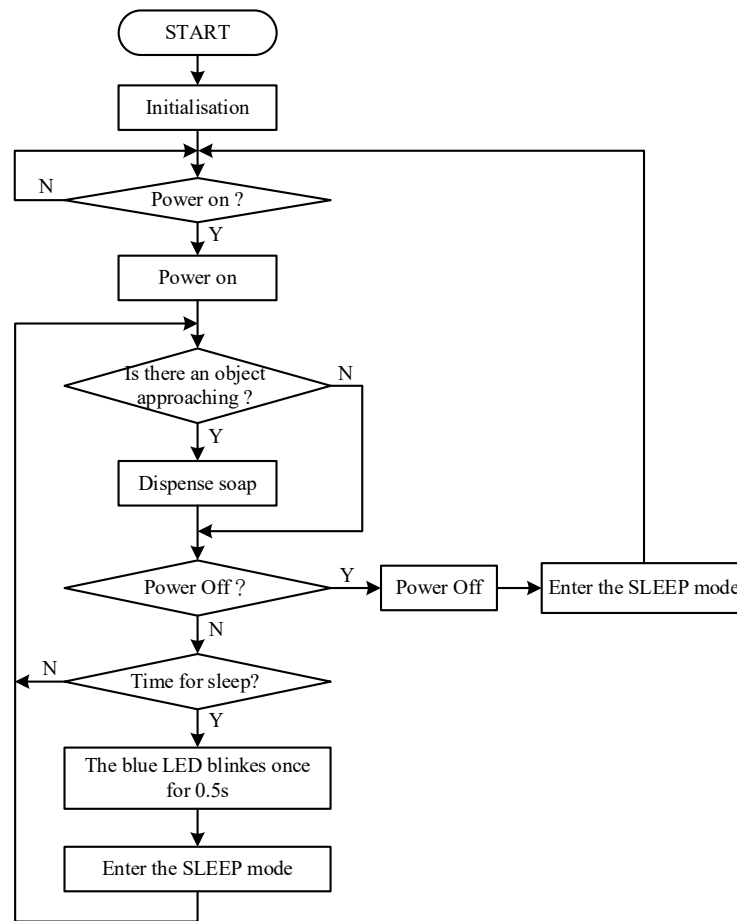 START
Initialisation
N
Power on ?
Y
Power on
Is there an object
approaching ?
N
Y
Dispense soap
Power Off ?
Y
Power Off
Enter the SLEEP mode
N
N
Time for sleep?
Y
The blue LED blinkes once
for 0.5s
Enter the SLEEP mode